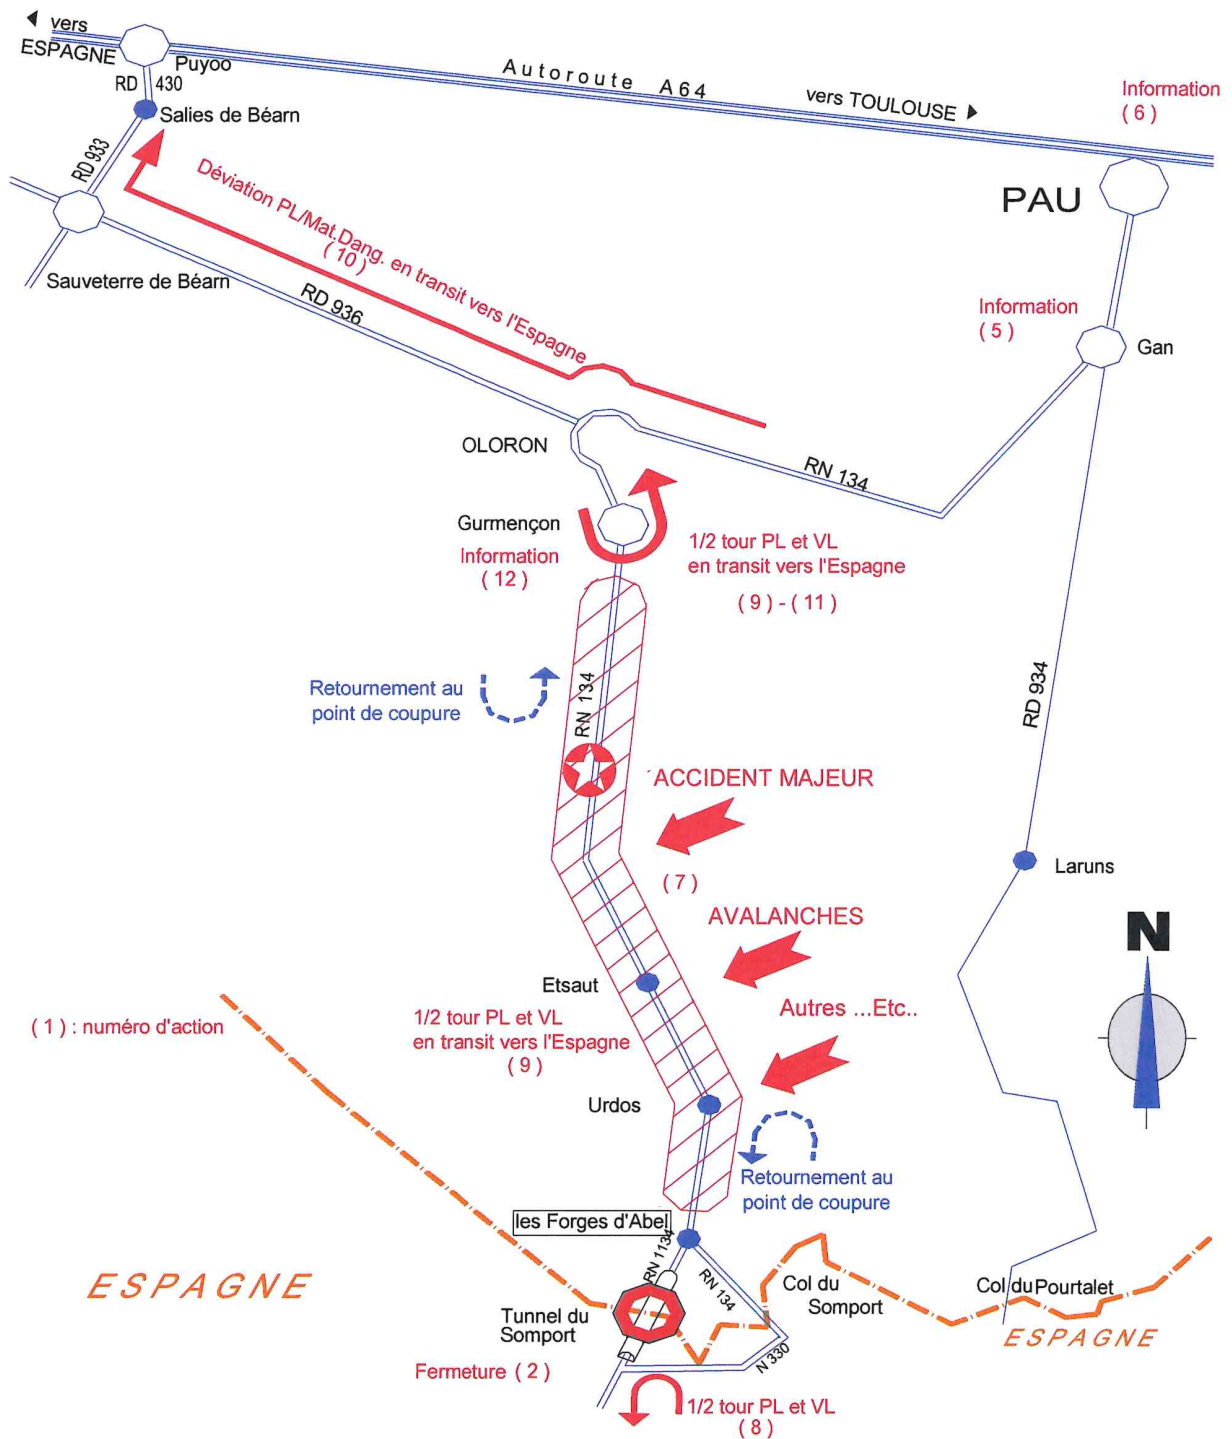 vers
ESPAGNE
Puyoo
RD 430
Salies de Béarn
Autoroute A64
vers TOULOUSE
Information
( 6 )
RD 933
PAU
Déviation PL/Mat.Dang. en transit vers l'Espagne
( 10 )
Sauveterre de Béarn
RD 936
Information
( 5 )
Gan
OLORON
RN 134
Gurmençon
Information
( 12 )
1/2 tour PL et VL
en transit vers l'Espagne
( 9 ) - ( 11 )
Retournement au
point de coupure
RN 134
RD 934
ACCIDENT MAJEUR
( 7 )
Laruns
AVALANCHES
N
Etsaut
Autres ...Etc..
( 1 ) : numéro d'action
1/2 tour PL et VL
en transit vers l'Espagne
( 9 )
Urdos
Retournement au
point de coupure
les Forges d'Abel
RN 1134
RN 134
ESPAGNE
Col du
Somport
Col du Pourtalet
Tunnel du
Somport
ESPAGNE
N 330
Fermeture ( 2 )
1/2 tour PL et VL
( 8 )